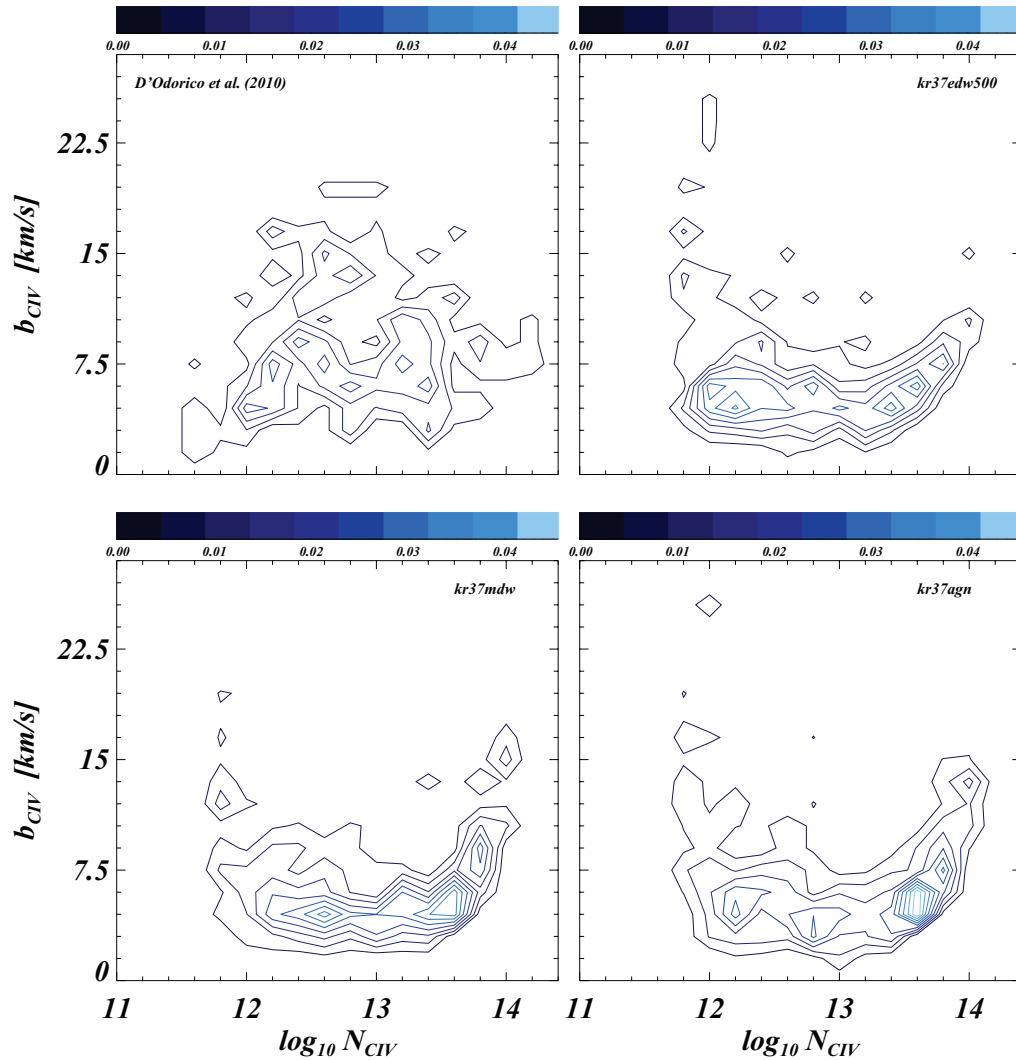 0.00 0.01 0.02 0.03 0.04 0.00 0.01 0.02 0.03 0.04
D'Odorico et al. (2010) kr37edw500
22.5
15
7.5
0
b_CIV [km/s]
0.00 0.01 0.02 0.03 0.04 0.00 0.01 0.02 0.03 0.04
kr37mdw kr37agn
22.5
15
7.5
0
b_CIV [km/s]
11 12 13 14 11 12 13 14
log10 N_CIV log10 N_CIV